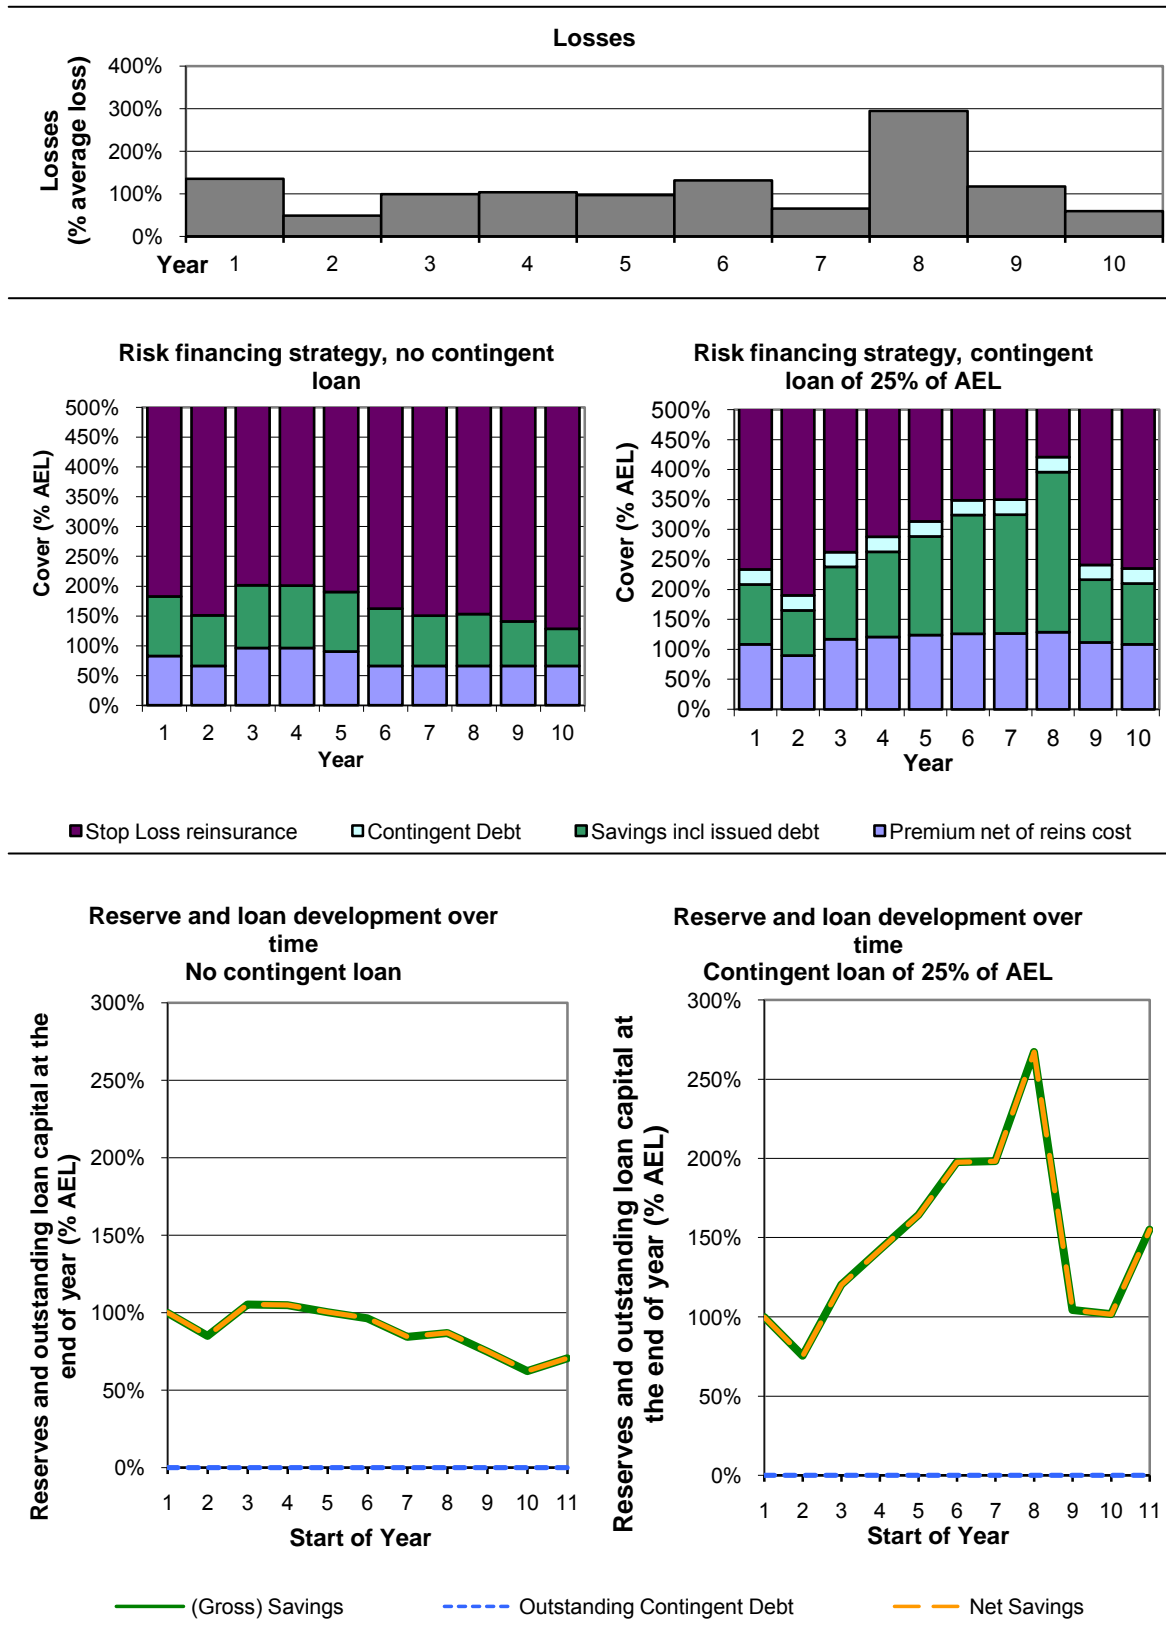 Losses
Losses
(% average loss)
400%
300%
200%
100%
0%
Year 1 2 3 4 5 6 7 8 9 10
Risk financing strategy, no contingent
loan
Cover (% AEL)
500%
450%
400%
350%
300%
250%
200%
150%
100%
50%
0%
1 2 3 4 5 6 7 8 9 10
Year
Risk financing strategy, contingent
loan of 25% of AEL
Cover (% AEL)
500%
450%
400%
350%
300%
250%
200%
150%
100%
50%
0%
1 2 3 4 5 6 7 8 9 10
Year
Stop Loss reinsurance Contingent Debt Savings incl issued debt Premium net of reins cost
Reserve and loan development over
time
No contingent loan
Reserves and outstanding loan capital at the
end of year (% AEL)
300%
250%
200%
150%
100%
50%
0%
1 2 3 4 5 6 7 8 9 10 11
Start of Year
Reserve and loan development over
time
Contingent loan of 25% of AEL
Reserves and outstanding loan capital at
the end of year (% AEL)
300%
250%
200%
150%
100%
50%
0%
1 2 3 4 5 6 7 8 9 10 11
Start of Year
(Gross) Savings Outstanding Contingent Debt Net Savings